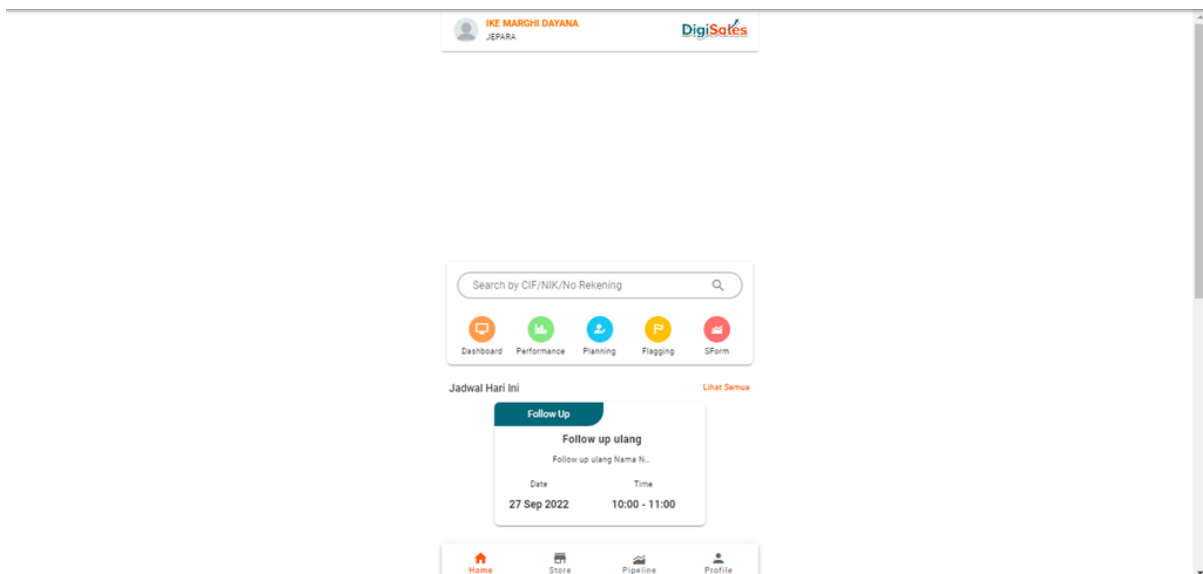 IKE MARGHI DAYANA
JEPARA
DigiSales
Search by CIF/NIK/No Rekening
Dashboard Performance Planning Flagging SForm
Jadwal Hari Ini Lihat Semua
Follow Up
Follow up ulang
Follow up ulang Nama N...
Date Time
27 Sep 2022 10:00 - 11:00
Home Store Pipeline Profile